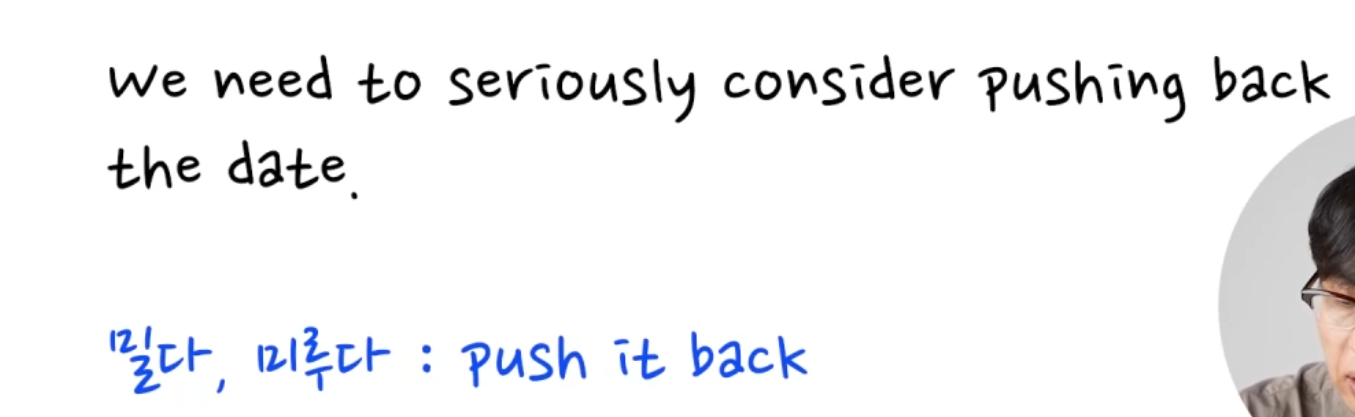 We need to seriously consider pushing back
the date.
밀다, 미루다 : push it back